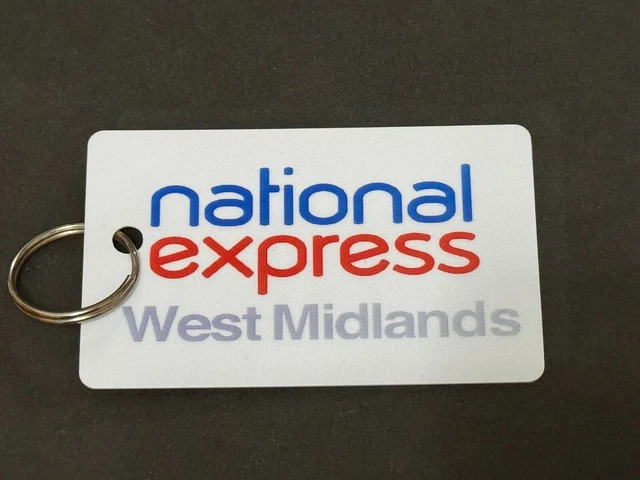 national
express
West Midlands